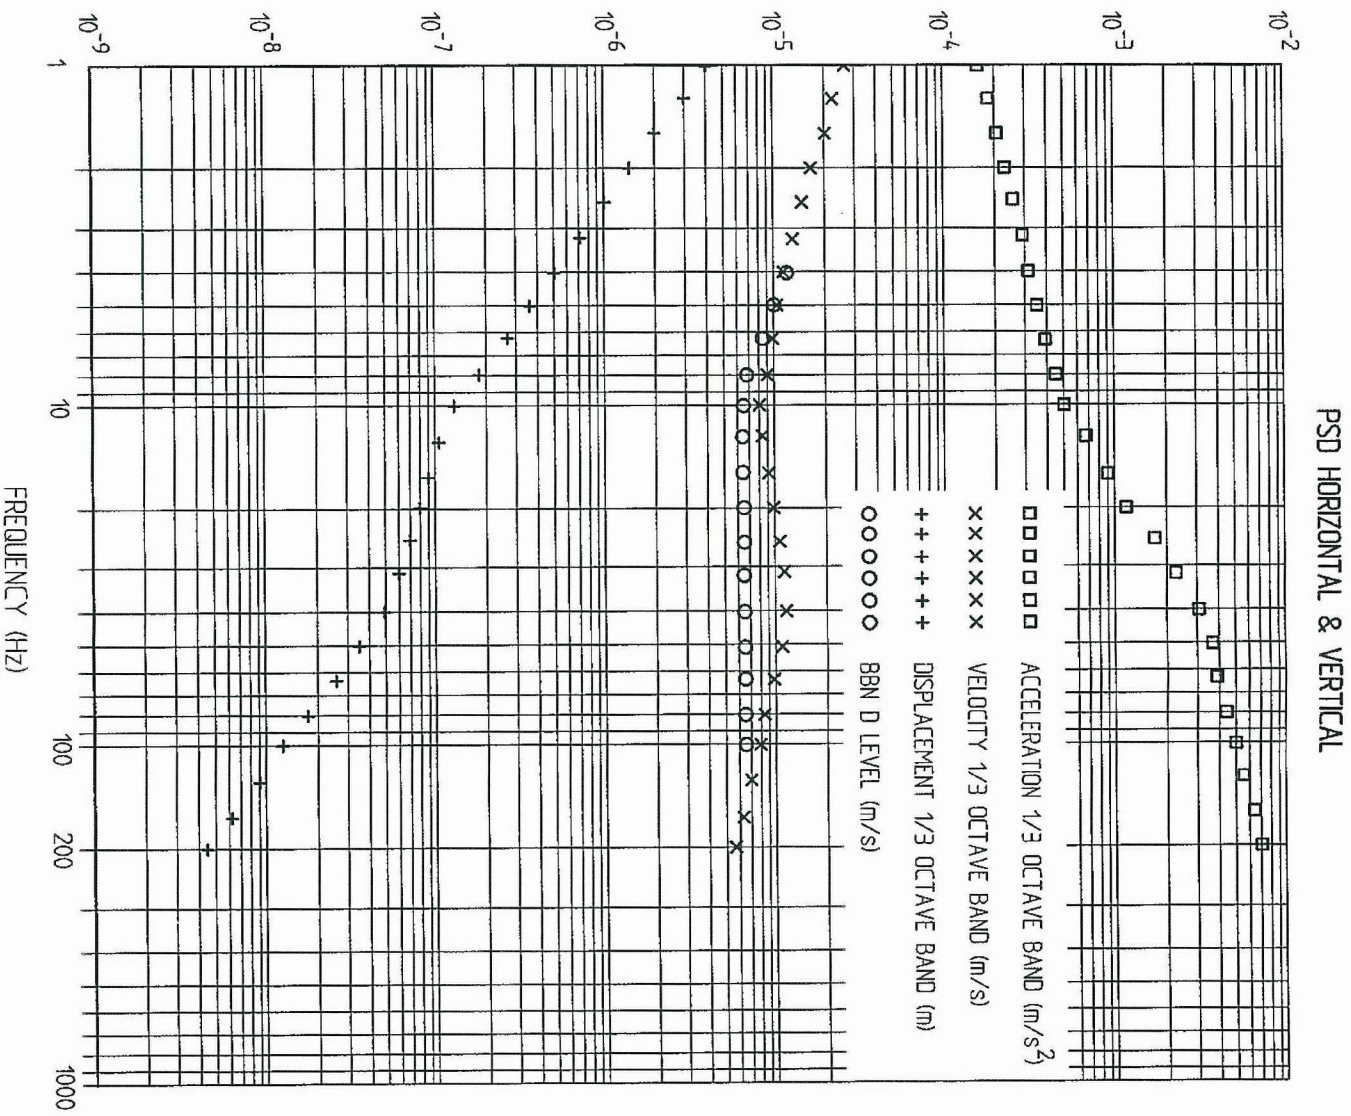 PSD HORIZONTAL & VERTICAL
10⁻²
10⁻³
10⁻⁴
10⁻⁵
10⁻⁶
10⁻⁷
10⁻⁸
10⁻⁹
ACCELERATION 1/3 OCTAVE BAND (m/s²)
VELOCITY 1/3 OCTAVE BAND (m/s)
DISPLACEMENT 1/3 OCTAVE BAND (m)
BBN D LEVEL (m/s)
1
10
100
200
1000
FREQUENCY (Hz)